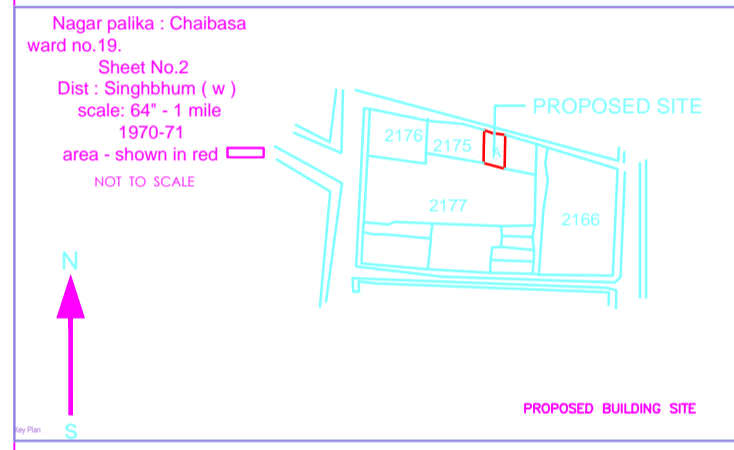 Nagar palika : Chaibasa
ward no.19.
Sheet No.2
Dist : Singhbhum ( w )
scale: 64" - 1 mile
1970-71
area - shown in red
NOT TO SCALE
PROPOSED SITE
2176
2175
A
2177
2166
N
S
PROPOSED BUILDING SITE
Key Plan